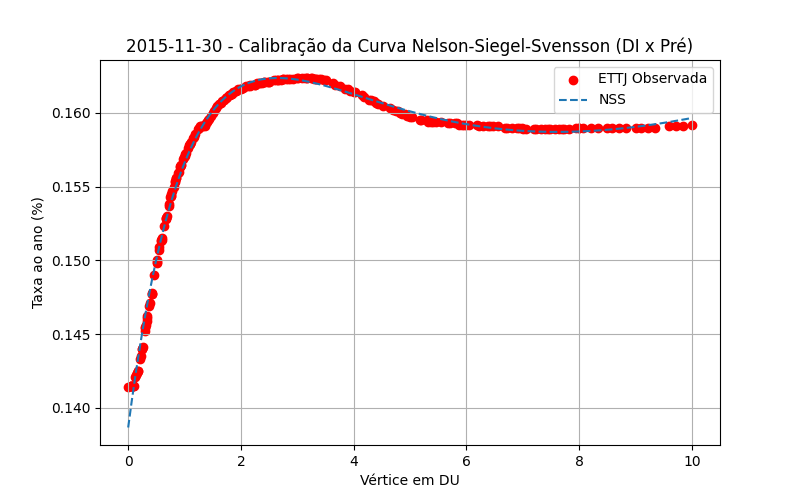 2015-11-30 - Calibração da Curva Nelson-Siegel-Svensson (DI x Pré)
ETTJ Observada
NSS
Taxa ao ano (%)
0.160
0.155
0.150
0.145
0.140
0
2
4
6
8
10
Vértice em DU